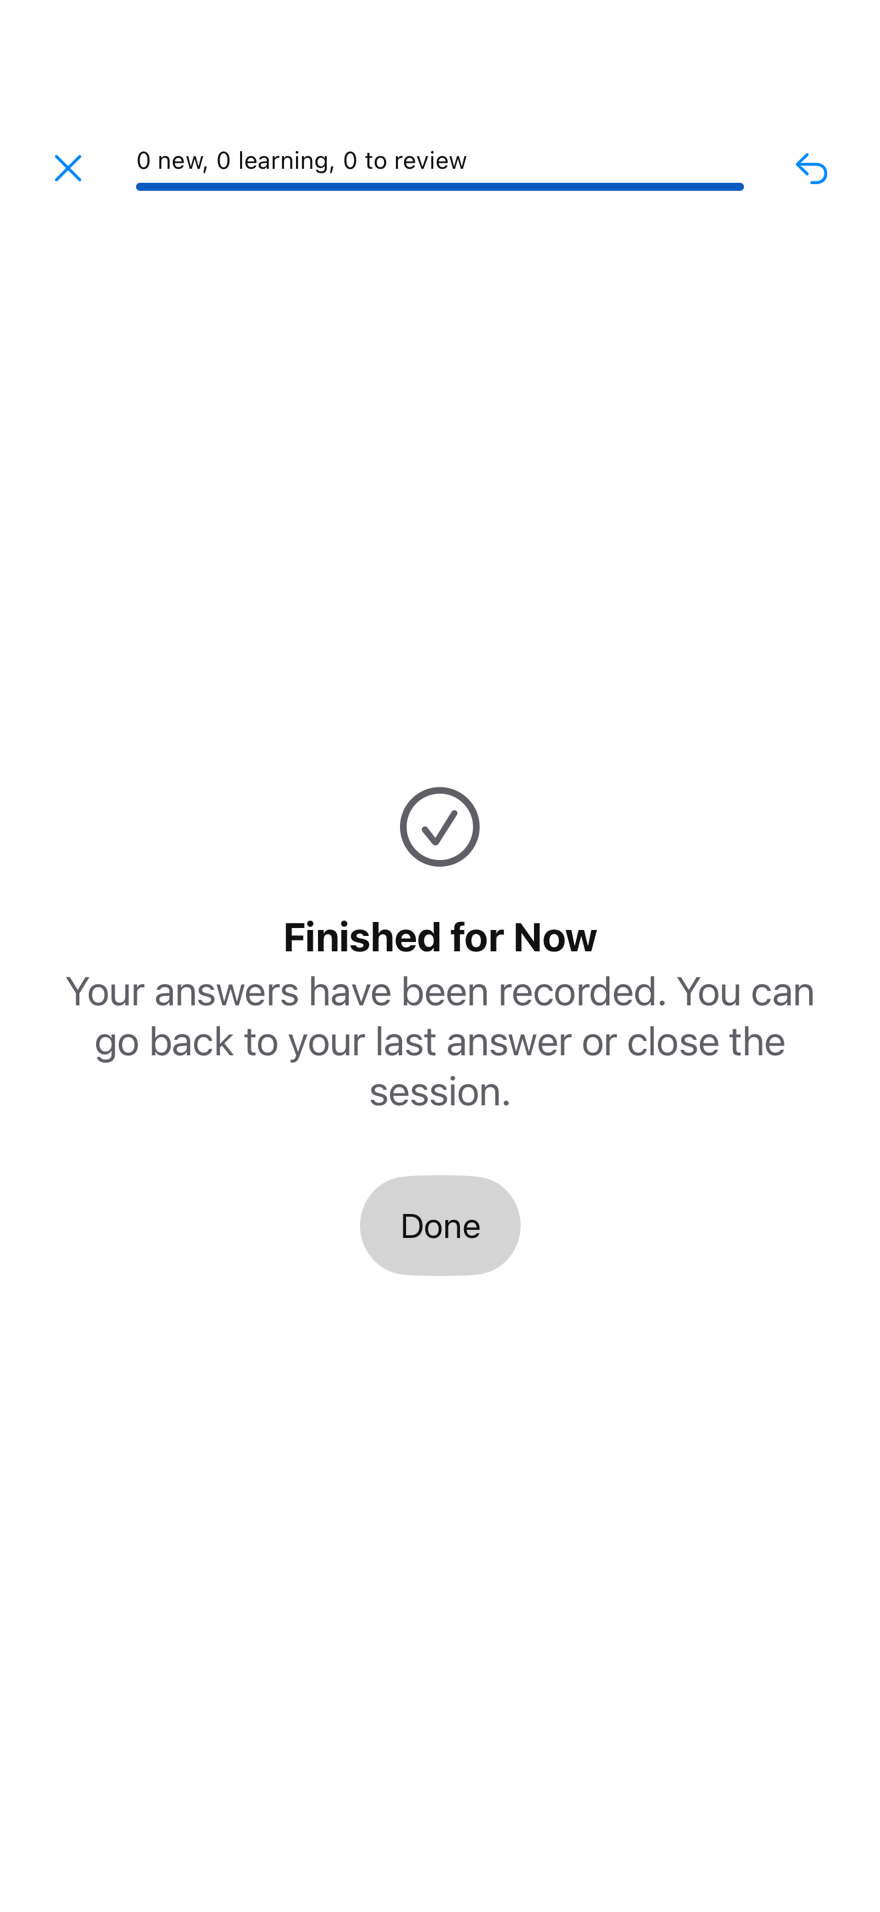 0 new, 0 learning, 0 to review
Finished for Now
Your answers have been recorded. You can
go back to your last answer or close the
session.
Done